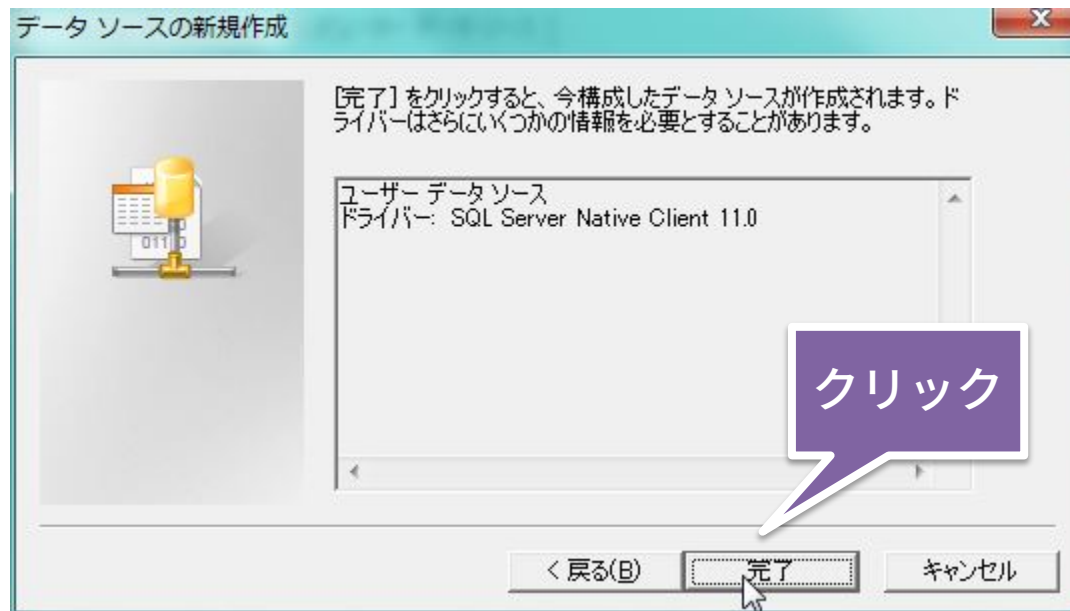 データ ソースの新規作成
[完了] をクリックすると、今構成したデータ ソースが作成されます。ド
ライバーはさらにいくつかの情報を必要とすることがあります。
ユーザー データ ソース
ドライバー: SQL Server Native Client 11.0
クリック
< 戻る(B)
完了
キャンセル